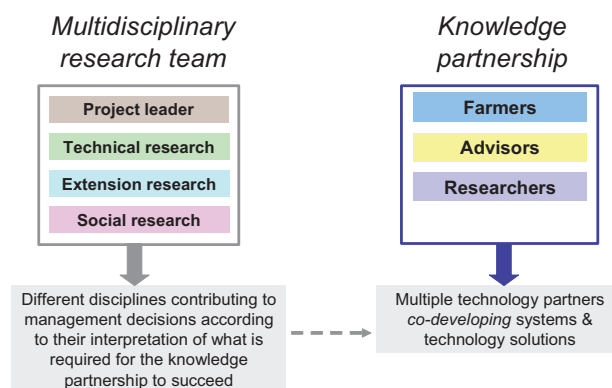 Multidisciplinary
research team
Project leader
Technical research
Extension research
Social research
Different disciplines contributing to
management decisions according
to their interpretation of what is
required for the knowledge
partnership to succeed
Knowledge
partnership
Farmers
Advisors
Researchers
Multiple technology partners
co-developing systems &
technology solutions